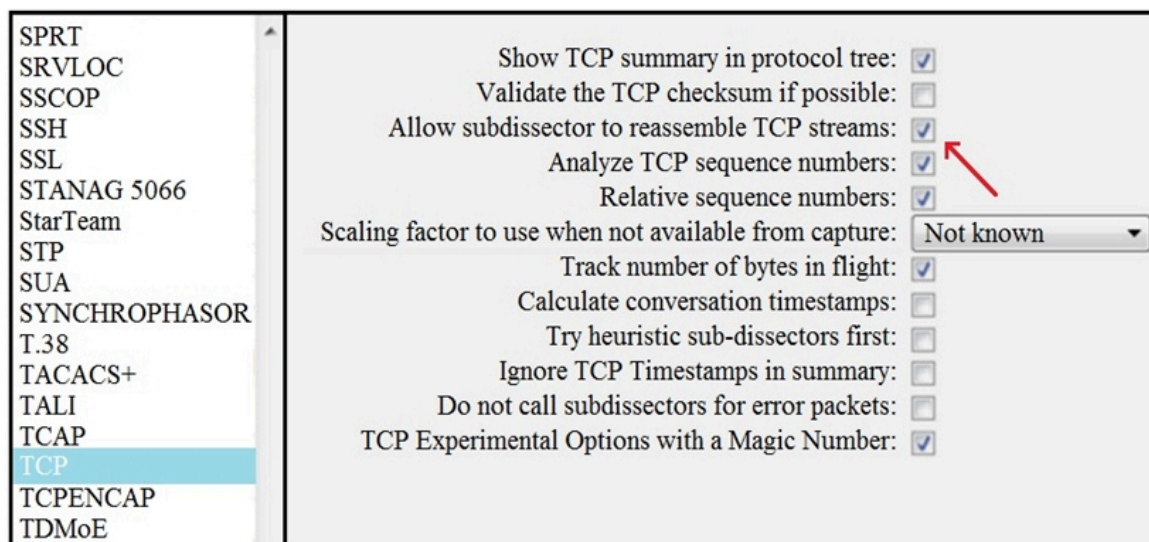 SPRT
SRVLOC
SSCOP
SSH
SSL
STANAG 5066
StarTeam
STP
SUA
SYNCHROPHASOR
T.38
TACACS+
TALI
TCAP
TCP
TCPENCAP
TDMoE
Show TCP summary in protocol tree:
Validate the TCP checksum if possible:
Allow subdissector to reassemble TCP streams:
Analyze TCP sequence numbers:
Relative sequence numbers:
Scaling factor to use when not available from capture: Not known
Track number of bytes in flight:
Calculate conversation timestamps:
Try heuristic sub-dissectors first:
Ignore TCP Timestamps in summary:
Do not call subdissectors for error packets:
TCP Experimental Options with a Magic Number: